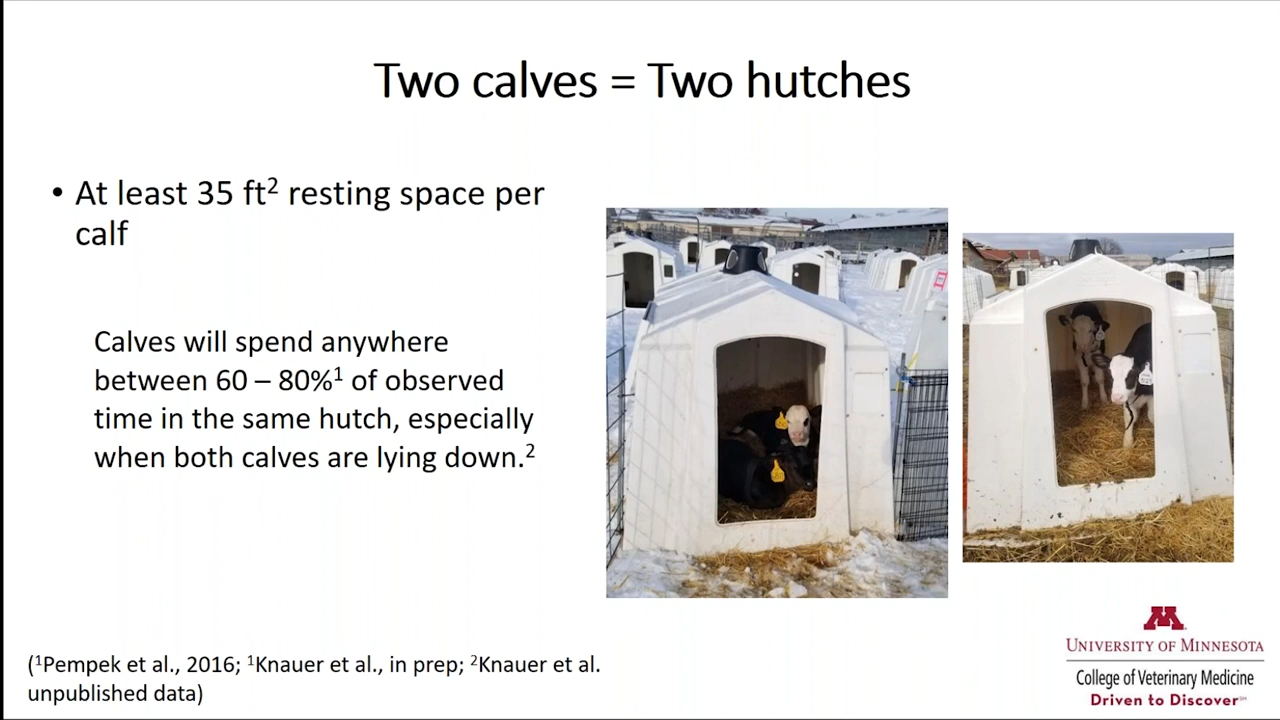 Two calves = Two hutches
• At least 35 ft² resting space per
calf
Calves will spend anywhere
between 60 – 80%¹ of observed
time in the same hutch, especially
when both calves are lying down.²
(¹Pempek et al., 2016; ¹Knauer et al., in prep; ²Knauer et al.
unpublished data)
M
UNIVERSITY OF MINNESOTA
College of Veterinary Medicine
Driven to Discover